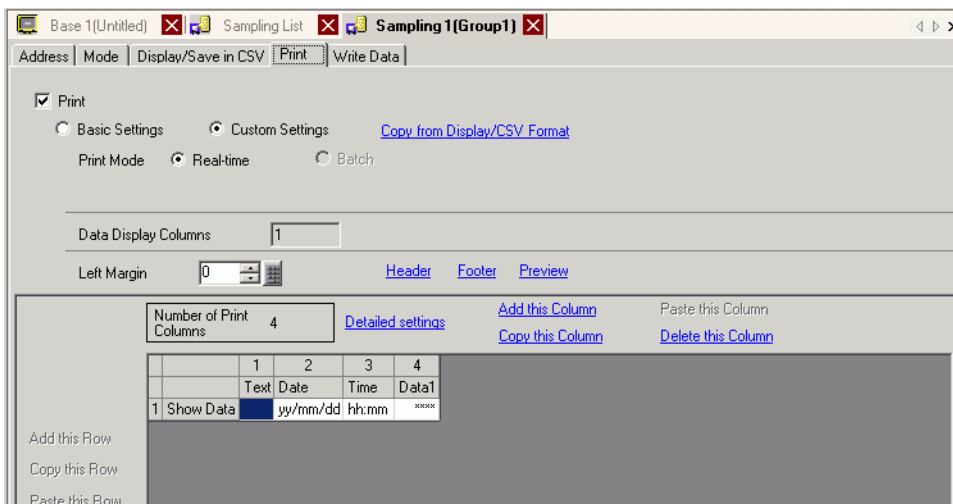 Base 1(Untitled) Sampling List Sampling 1(Group1)
Address Mode Display/Save in CSV Print Write Data
Print
Basic Settings Custom Settings Copy from Display/CSV Format
Print Mode Real-time Batch
Data Display Columns 1
Left Margin 0 Header Footer Preview
Number of Print Columns 4 Detailed settings Add this Column Paste this Column
Copy this Column Delete this Column
1 2 3 4
Text Date Time Data1
1 Show Data yy/mm/dd hh:mm ****
Add this Row
Copy this Row
Paste this Row